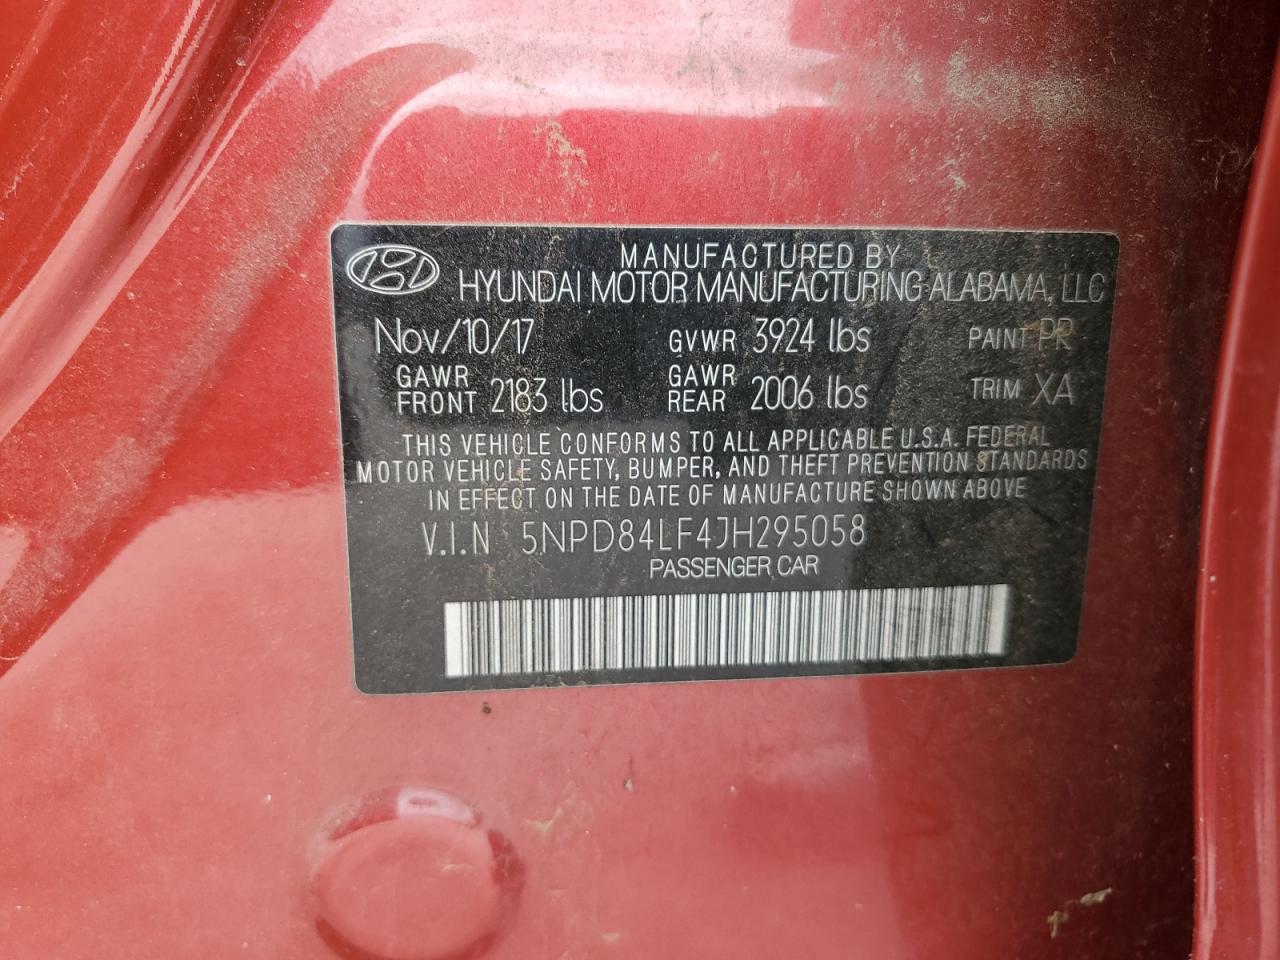 MANUFACTURED BY
HYUNDAI MOTOR MANUFACTURING ALABAMA, LLC
Nov/10/17 GVWR 3924 lbs PAINT PR
GAWR FRONT 2183 lbs GAWR REAR 2006 lbs TRIM XA
THIS VEHICLE CONFORMS TO ALL APPLICABLE U.S.A. FEDERAL
MOTOR VEHICLE SAFETY, BUMPER, AND THEFT PREVENTION STANDARDS
IN EFFECT ON THE DATE OF MANUFACTURE SHOWN ABOVE
V.I.N 5NPD84LF4JH295058
PASSENGER CAR